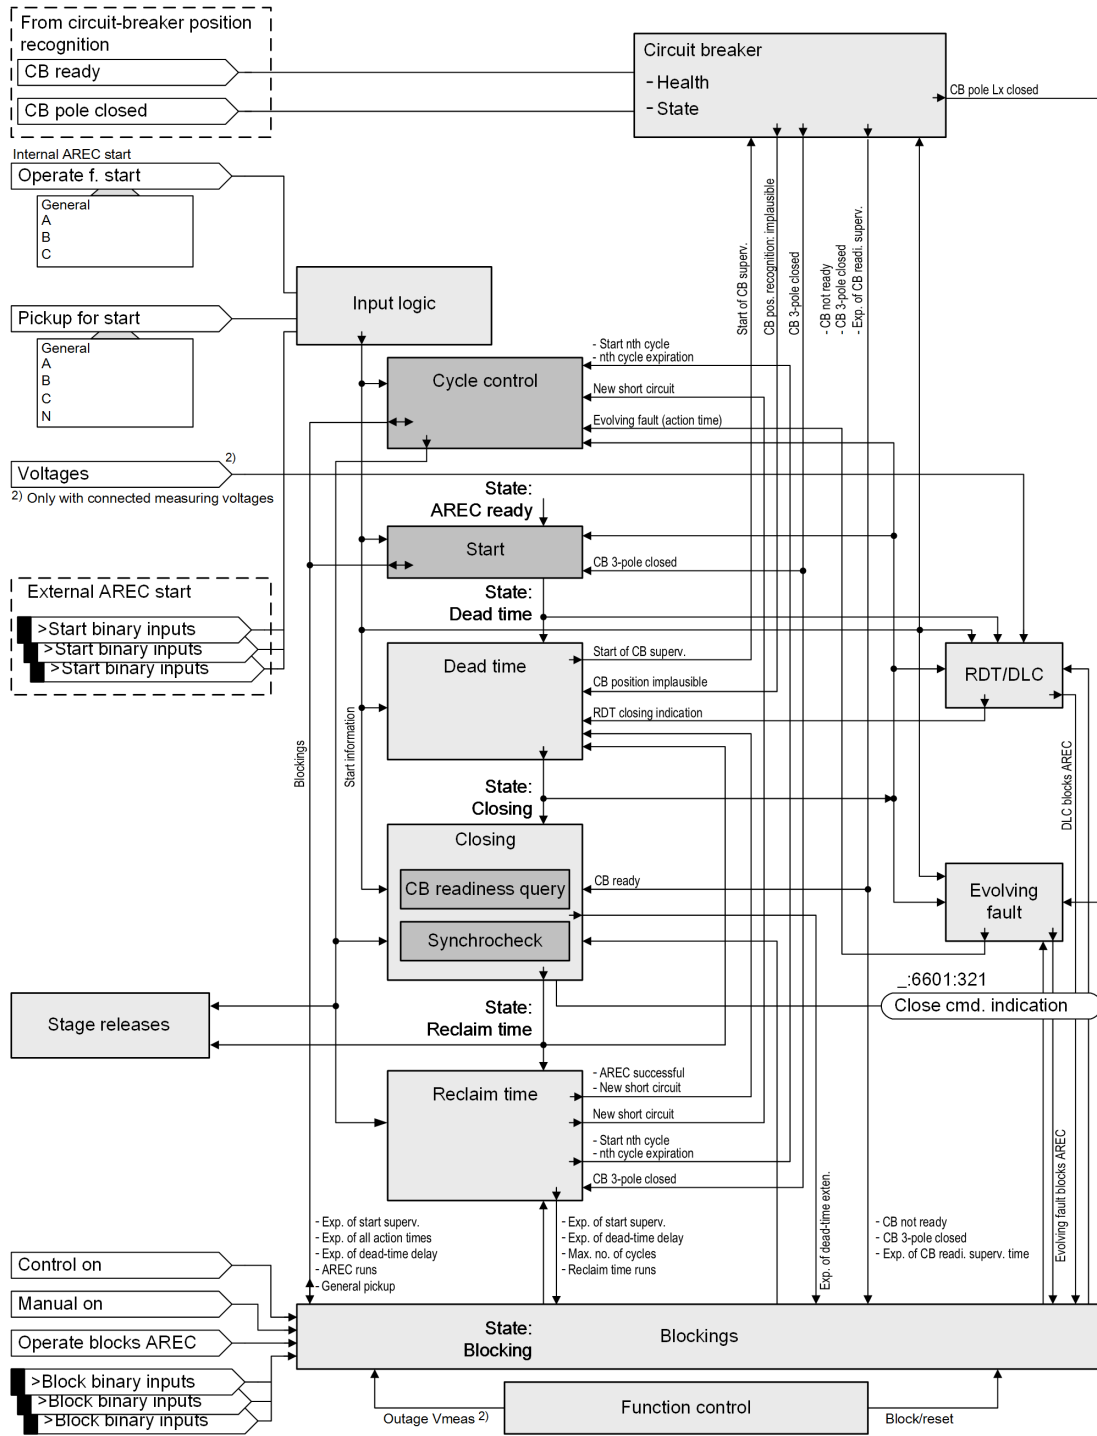 From circuit-breaker position
recognition
CB ready
CB pole closed
Circuit breaker
- Health
- State
CB pole Lx closed
Internal AREC start
Operate f. start
General
A
B
C
Input logic
Pickup for start
General
A
B
C
N
Start of CB superv.
CB pos. recognition: implausible
CB 3-pole closed
- CB not ready
- CB 3-pole closed
- Exp. of CB readi. superv.
Cycle control
- Start nth cycle
- nth cycle expiration
New short circuit
Evolving fault (action time)
Voltages
2)
2) Only with connected measuring voltages
State:
AREC ready
Start
CB 3-pole closed
External AREC start
>Start binary inputs
>Start binary inputs
>Start binary inputs
State:
Dead time
Dead time
Start of CB superv.
CB position implausible
RDT closing indication
RDT/DLC
Blockings
Start information
DLC blocks AREC
State:
Closing
Closing
CB readiness query
CB ready
Synchrocheck
Evolving
fault
_:6601:321
Close cmd. indication
Stage releases
State:
Reclaim time
Reclaim time
- AREC successful
- New short circuit
New short circuit
- Start nth cycle
- nth cycle expiration
CB 3-pole closed
Exp. of dead-time exten.
Evolving fault blocks AREC
- Exp. of start superv.
- Exp. of all action times
- Exp. of dead-time delay
- AREC runs
- General pickup
- Exp. of start superv.
- Exp. of dead-time delay
- Max. no. of cycles
- Reclaim time runs
- CB not ready
- CB 3-pole closed
- Exp. of CB readi. superv. time
Control on
Manual on
Operate blocks AREC
>Block binary inputs
>Block binary inputs
>Block binary inputs
State:
Blocking
Blockings
Function control
Outage Vmeas 2)
Block/reset